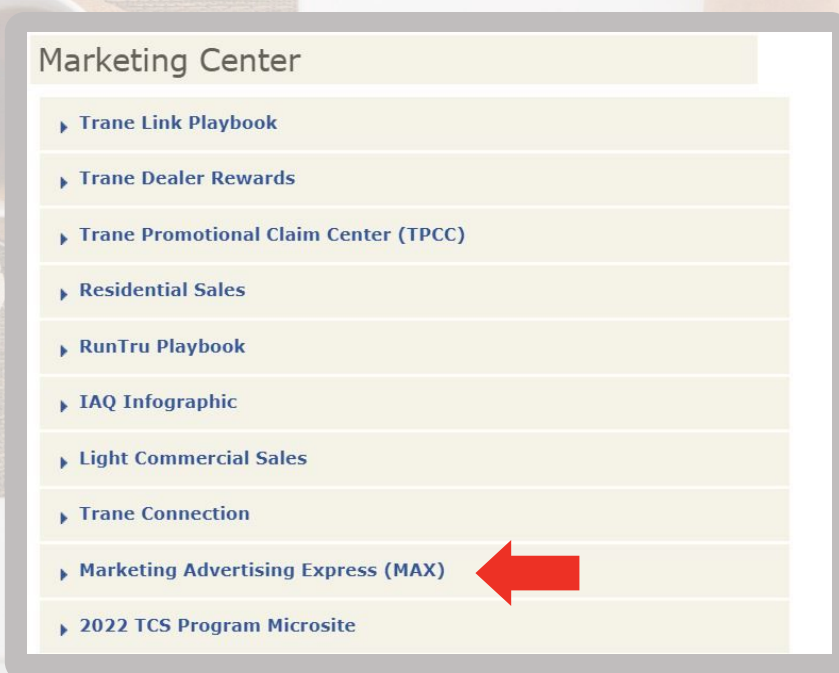 Marketing Center
Trane Link Playbook
Trane Dealer Rewards
Trane Promotional Claim Center (TPCC)
Residential Sales
RunTru Playbook
IAQ Infographic
Light Commercial Sales
Trane Connection
Marketing Advertising Express (MAX)
2022 TCS Program Microsite